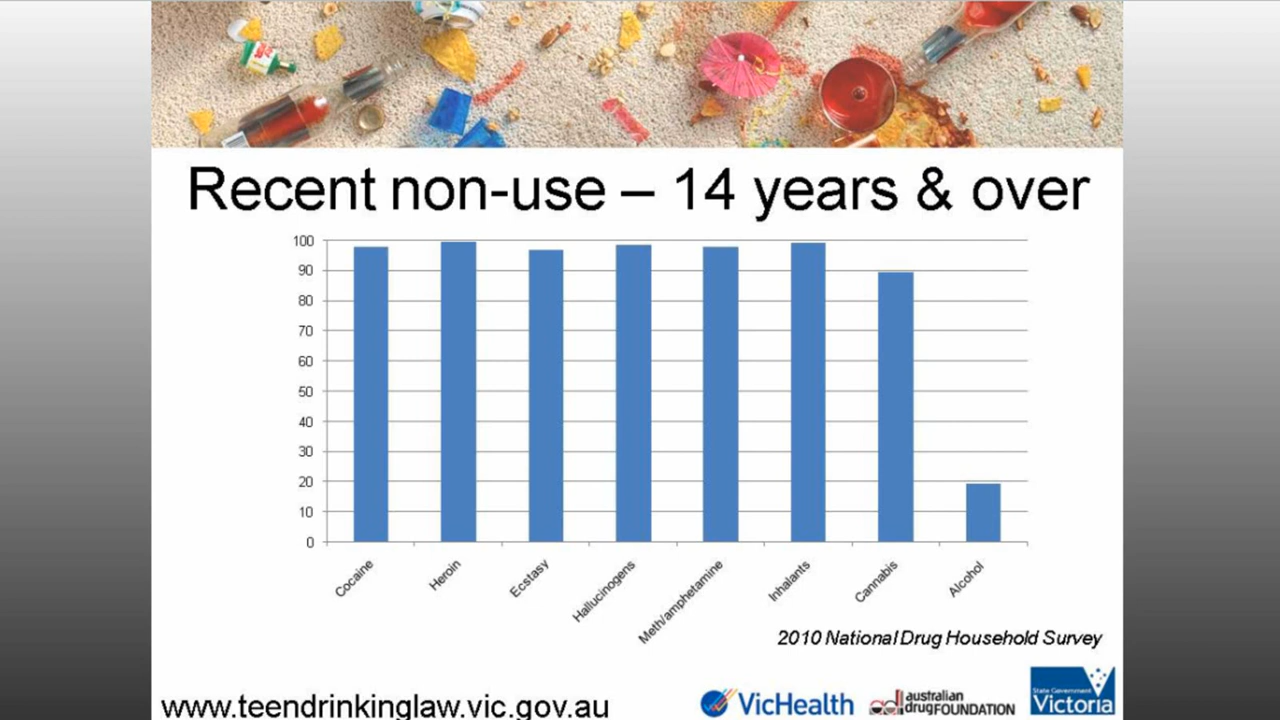 Recent non-use – 14 years & over
100
90
80
70
60
50
40
30
20
10
0
Cocaine
Heroin
Ecstasy
Hallucinogens
Meth/amphetamine
Inhalants
Cannabis
Alcohol
2010 National Drug Household Survey
www.teendrinkinglaw.vic.gov.au
VicHealth
adf
australian
drugFOUNDATION
State Government
Victoria